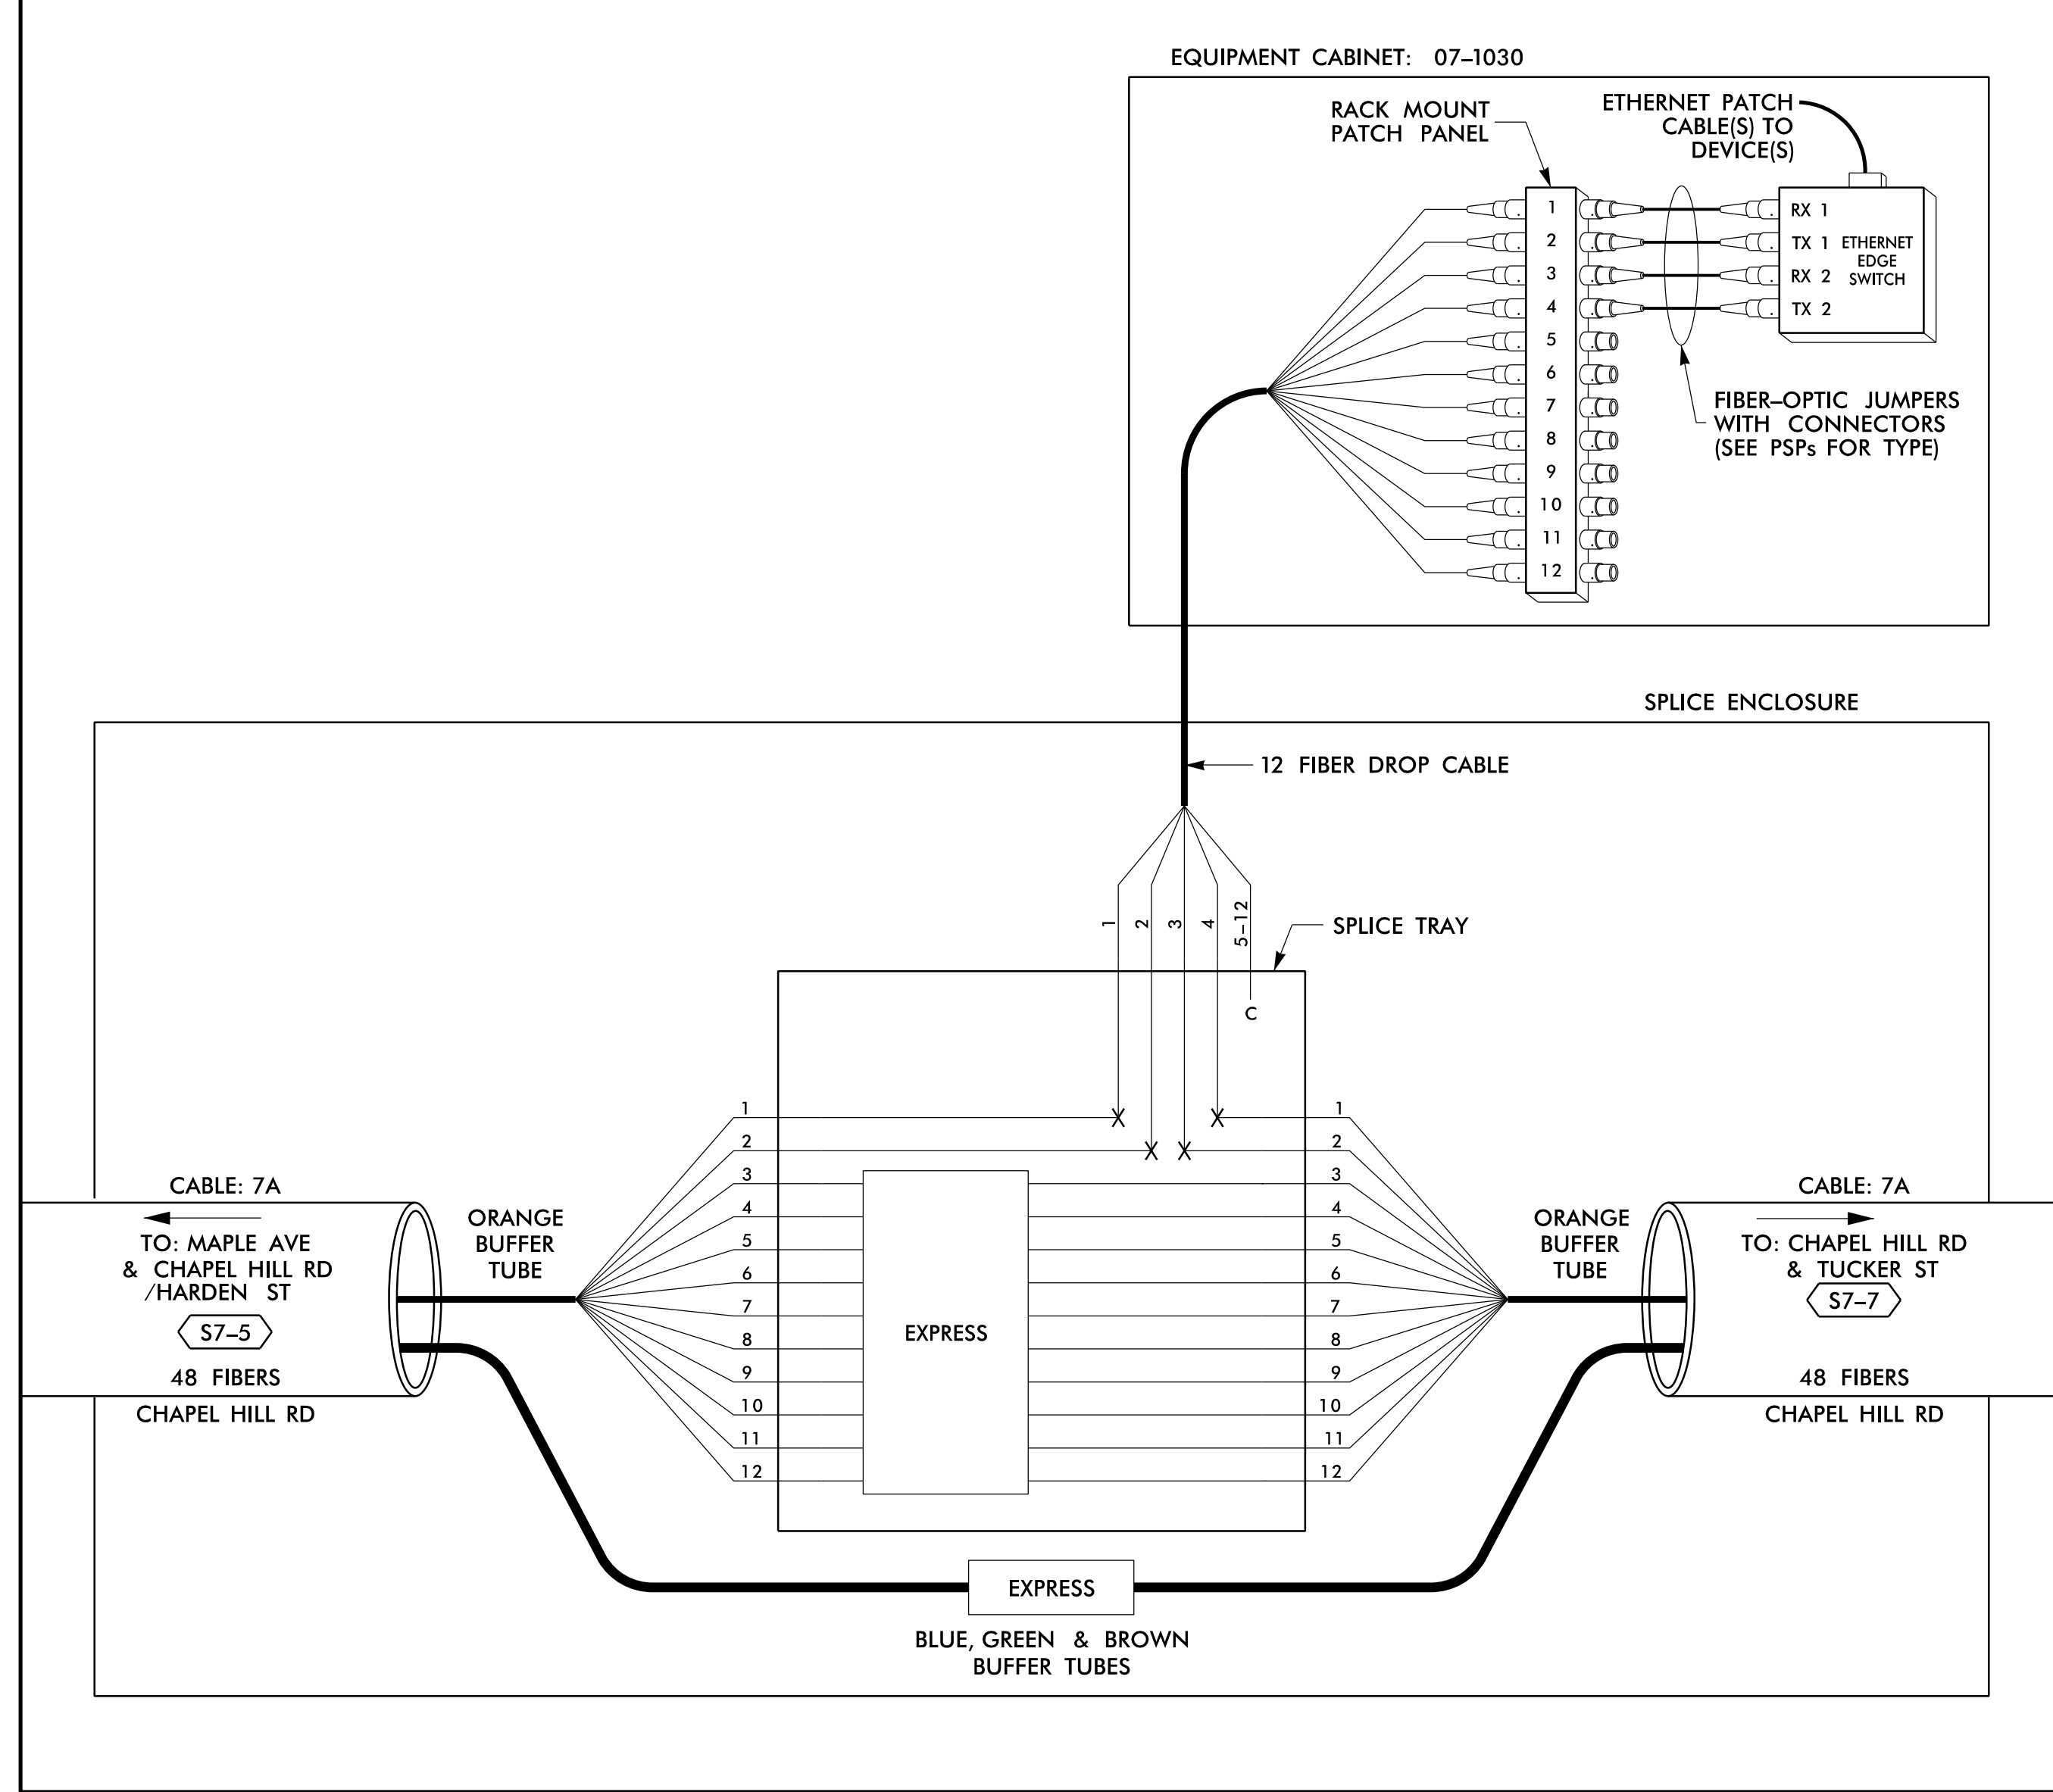 EQUIPMENT CABINET: 07–1030
RACK MOUNT
PATCH PANEL
ETHERNET PATCH
CABLE(S) TO
DEVICE(S)
1
2
3
4
5
6
7
8
9
10
11
12
RX 1
TX 1
RX 2
TX 2
ETHERNET
EDGE
SWITCH
FIBER–OPTIC JUMPERS
WITH CONNECTORS
(SEE PSPs FOR TYPE)
SPLICE ENCLOSURE
12 FIBER DROP CABLE
1
2
3
4
5–12
SPLICE TRAY
C
CABLE: 7A
TO: MAPLE AVE
& CHAPEL HILL RD
/HARDEN ST
S7–5
48 FIBERS
CHAPEL HILL RD
ORANGE
BUFFER
TUBE
1
2
3
4
5
6
7
8
9
10
11
12
EXPRESS
1
2
3
4
5
6
7
8
9
10
11
12
ORANGE
BUFFER
TUBE
CABLE: 7A
TO: CHAPEL HILL RD
& TUCKER ST
S7–7
48 FIBERS
CHAPEL HILL RD
EXPRESS
BLUE, GREEN & BROWN
BUFFER TUBES